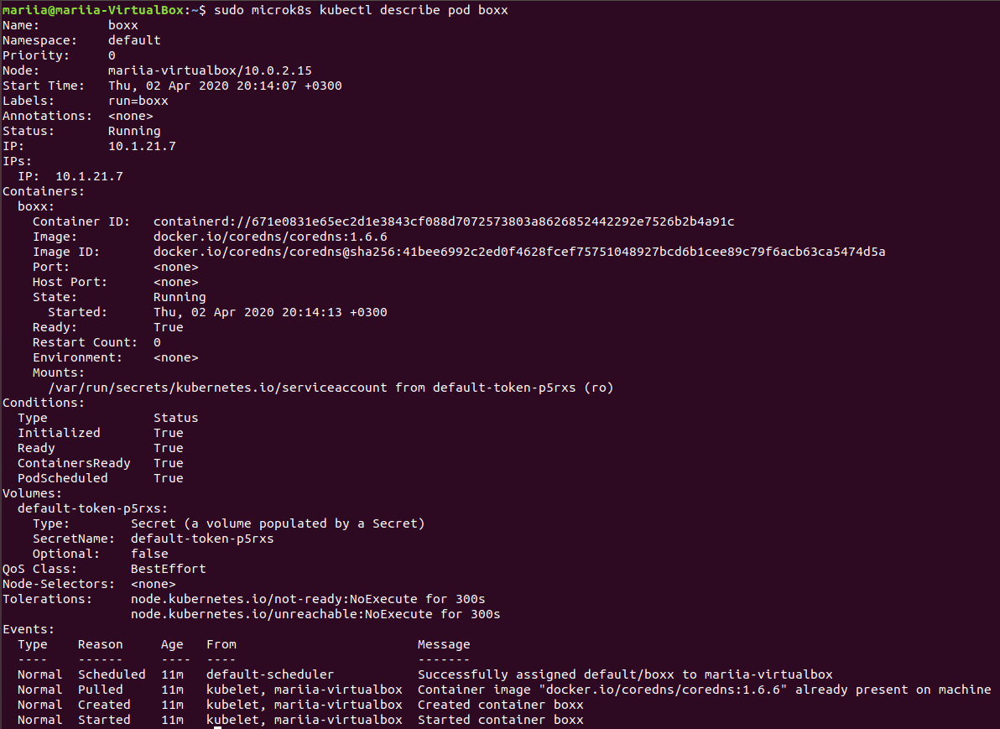 mariia@mariia-VirtualBox:~$ sudo microk8s kubectl describe pod boxx
Name:         boxx
Namespace:    default
Priority:     0
Node:         mariia-virtualbox/10.0.2.15
Start Time:   Thu, 02 Apr 2020 20:14:07 +0300
Labels:       run=boxx
Annotations:  <none>
Status:       Running
IP:           10.1.21.7
IPs:
  IP:  10.1.21.7
Containers:
  boxx:
    Container ID:   containerd://671e0831e65ec2d1e3843cf088d7072573803a8626852442292e7526b2b4a91c
    Image:          docker.io/coredns/coredns:1.6.6
    Image ID:       docker.io/coredns/coredns@sha256:41bee6992c2ed0f4628fcef75751048927bcd6b1cee89c79f6acb63ca5474d5a
    Port:           <none>
    Host Port:      <none>
    State:          Running
      Started:      Thu, 02 Apr 2020 20:14:13 +0300
    Ready:          True
    Restart Count:  0
    Environment:    <none>
    Mounts:
      /var/run/secrets/kubernetes.io/serviceaccount from default-token-p5rxs (ro)
Conditions:
  Type              Status
  Initialized       True
  Ready             True
  ContainersReady   True
  PodScheduled      True
Volumes:
  default-token-p5rxs:
    Type:        Secret (a volume populated by a Secret)
    SecretName:  default-token-p5rxs
    Optional:    false
QoS Class:       BestEffort
Node-Selectors:  <none>
Tolerations:     node.kubernetes.io/not-ready:NoExecute for 300s
                 node.kubernetes.io/unreachable:NoExecute for 300s
Events:
  Type    Reason     Age   From                        Message
  ----    ------     ----  ----                        -------
  Normal  Scheduled  11m   default-scheduler           Successfully assigned default/boxx to mariia-virtualbox
  Normal  Pulled     11m   kubelet, mariia-virtualbox  Container image "docker.io/coredns/coredns:1.6.6" already present on machine
  Normal  Created    11m   kubelet, mariia-virtualbox  Created container boxx
  Normal  Started    11m   kubelet, mariia-virtualbox  Started container boxx